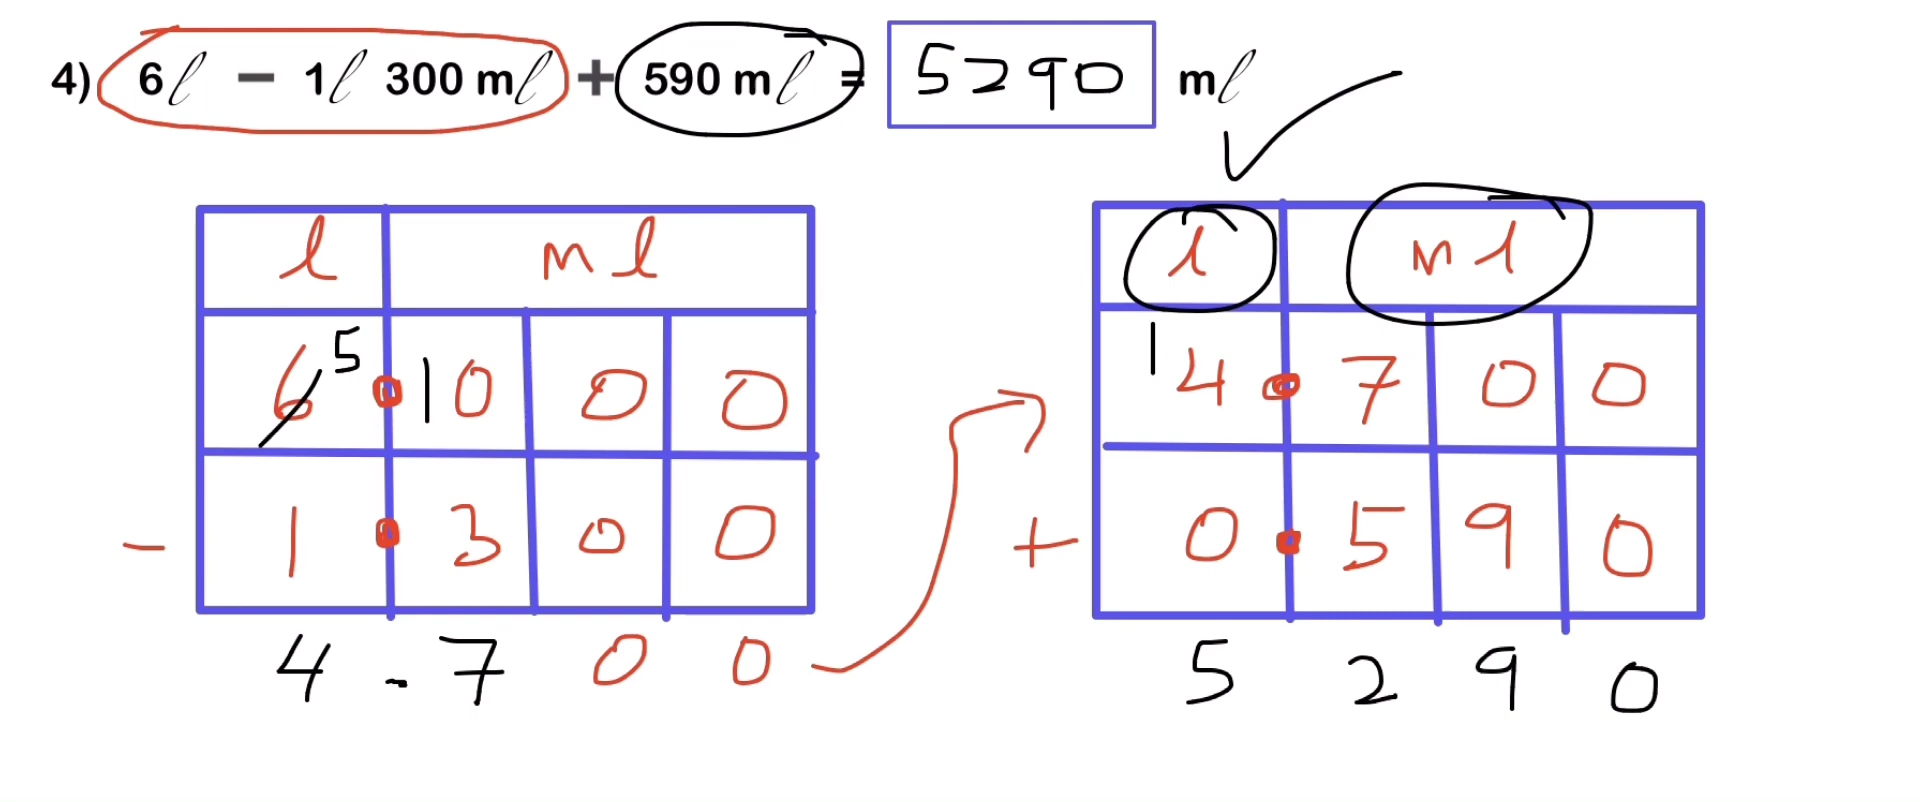 4) 6ℓ − 1ℓ 300 mℓ + 590 mℓ = 5290 mℓ
l ml
6 5 . 10 0 0
- 1 . 3 0 0
4 . 7 0 0
l ml
1 4 . 7 0 0
+ 0 . 5 9 0
5 2 9 0